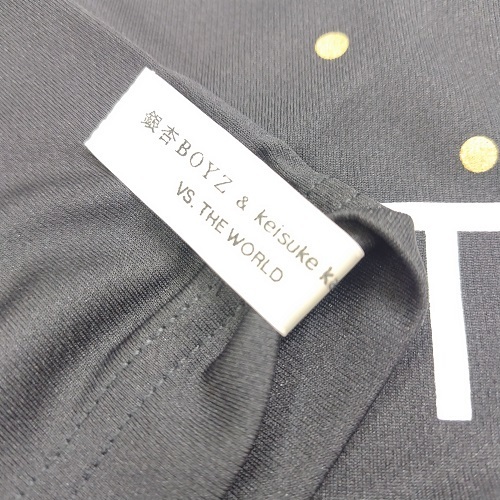 銀杏BOYZ & keisuke k
VS. THE WORLD
T